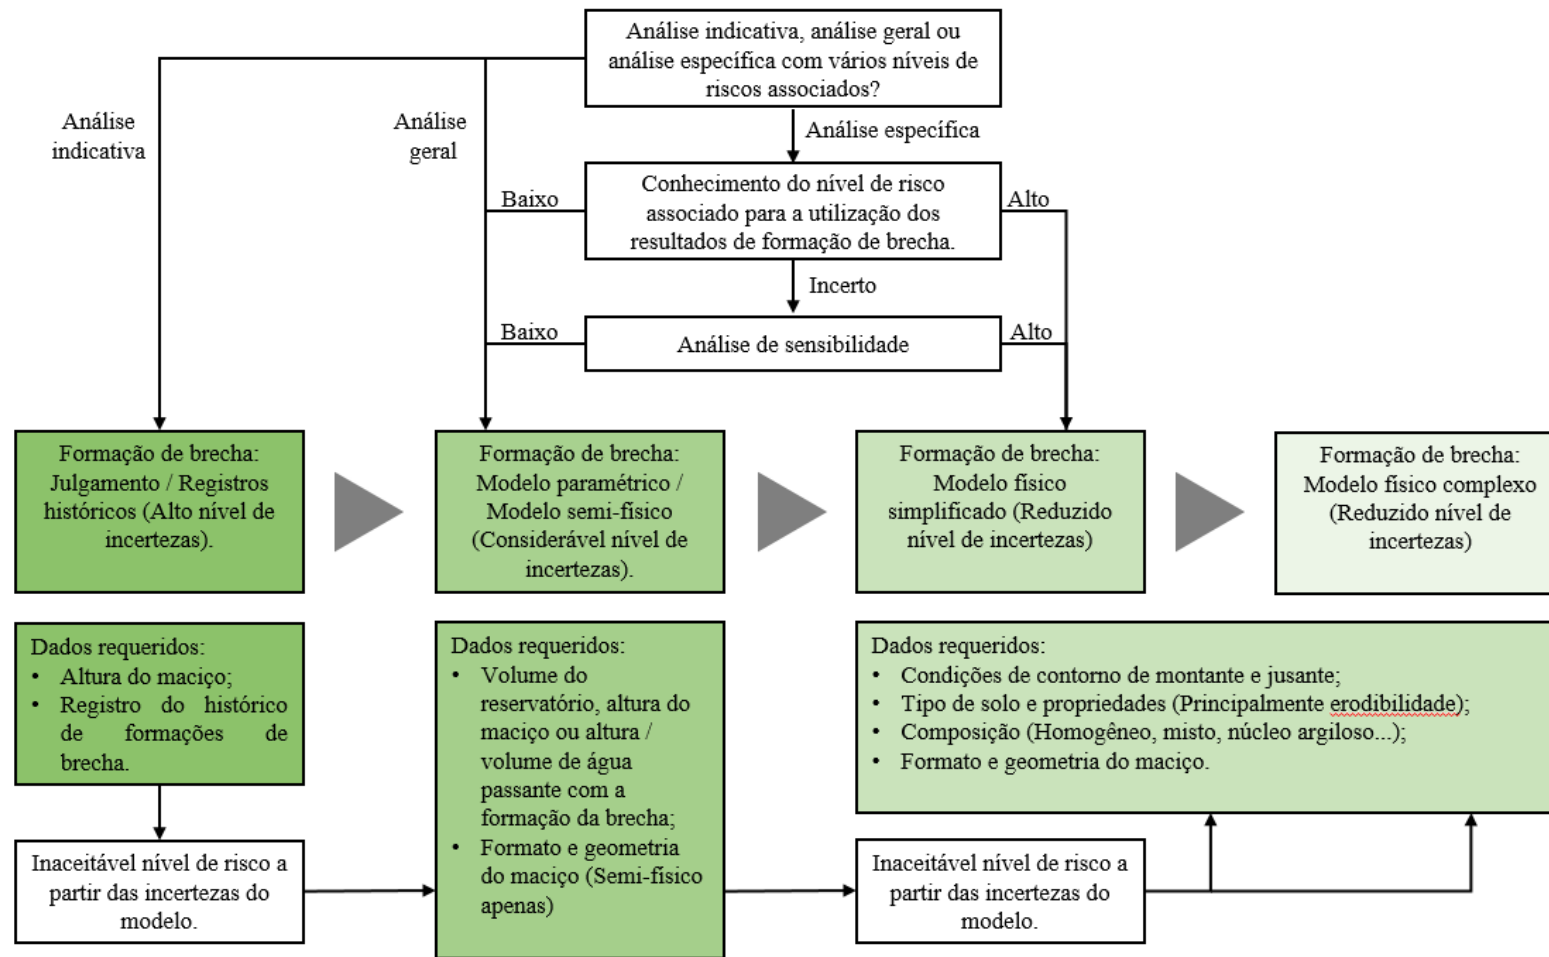 Análise indicativa, análise geral ou
análise específica com vários níveis de
riscos associados?
Análise
indicativa
Análise
geral
Análise específica
Baixo
Conhecimento do nível de risco
associado para a utilização dos
resultados de formação de brecha.
Alto
Incerto
Baixo
Análise de sensibilidade
Alto
Formação de brecha:
Julgamento / Registros
históricos (Alto nível de
incertezas).
Formação de brecha:
Modelo paramétrico /
Modelo semi-físico
(Considerável nível de
incertezas).
Formação de brecha:
Modelo físico
simplificado (Reduzido
nível de incertezas)
Formação de brecha:
Modelo físico complexo
(Reduzido nível de
incertezas)
Dados requeridos:
• Altura do maciço;
• Registro do histórico
de formações de
brecha.
Dados requeridos:
• Volume do
reservatório, altura do
maciço ou altura /
volume de água
passante com a
formação da brecha;
• Formato e geometria
do maciço (Semi-físico
apenas)
Dados requeridos:
• Condições de contorno de montante e jusante;
• Tipo de solo e propriedades (Principalmente erodibilidade);
• Composição (Homogêneo, misto, núcleo argiloso...);
• Formato e geometria do maciço.
Inaceitável nível de risco a
partir das incertezas do
modelo.
Inaceitável nível de risco a
partir das incertezas do
modelo.